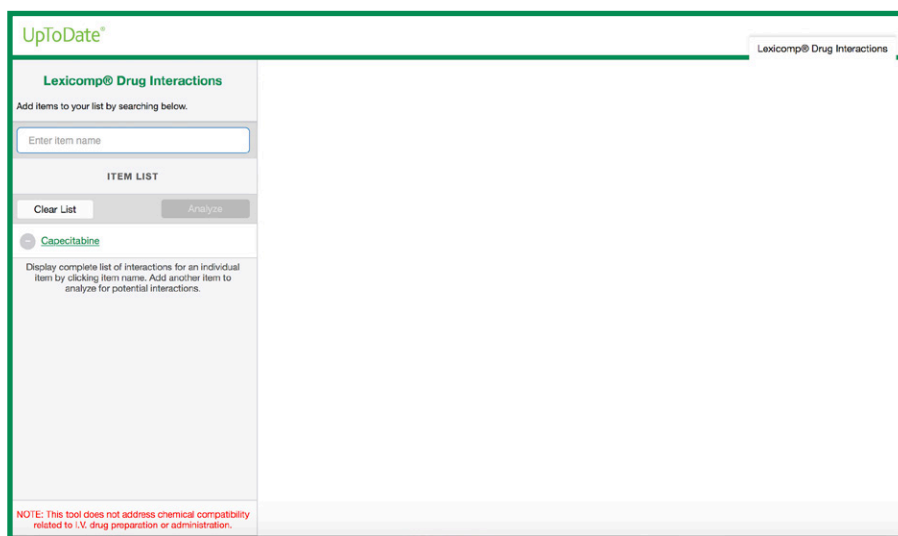 UpToDate®
Lexicomp® Drug Interactions
Lexicomp® Drug Interactions
Add items to your list by searching below.
Enter item name
ITEM LIST
Clear List
Analyze
Capecitabine
Display complete list of interactions for an individual
item by clicking item name. Add another item to
analyze for potential interactions.
NOTE: This tool does not address chemical compatibility
related to I.V. drug preparation or administration.